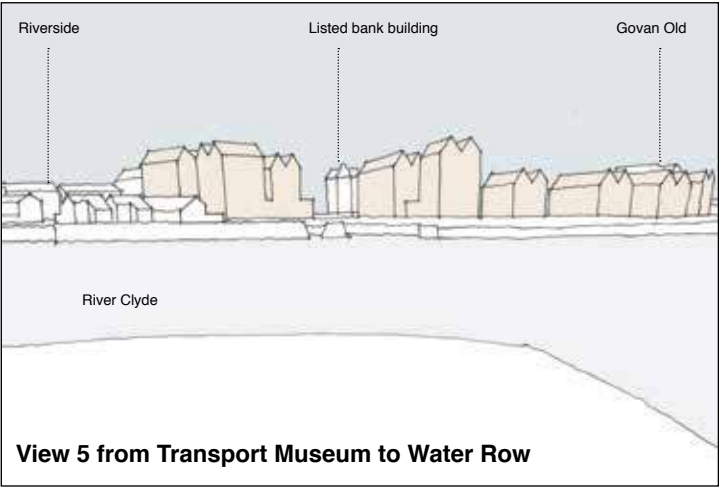 Riverside
Listed bank building
Govan Old
River Clyde
View 5 from Transport Museum to Water Row